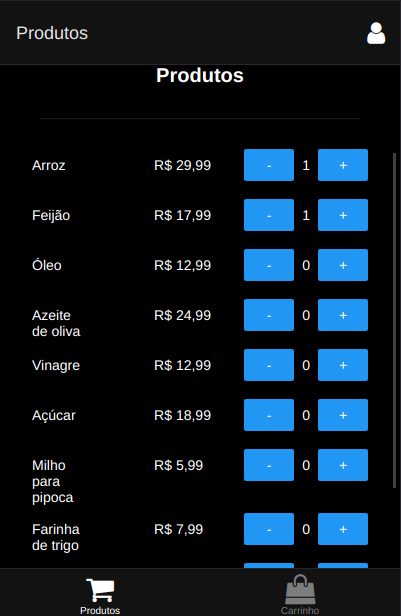 Produtos
Produtos
Arroz R$ 29,99 - 1 +
Feijão R$ 17,99 - 1 +
Óleo R$ 12,99 - 0 +
Azeite R$ 24,99 - 0 +
de oliva
Vinagre R$ 12,99 - 0 +
Açúcar R$ 18,99 - 0 +
Milho R$ 5,99 - 0 +
para
pipoca
Farinha R$ 7,99 - 0 +
de trigo
Produtos Carrinho